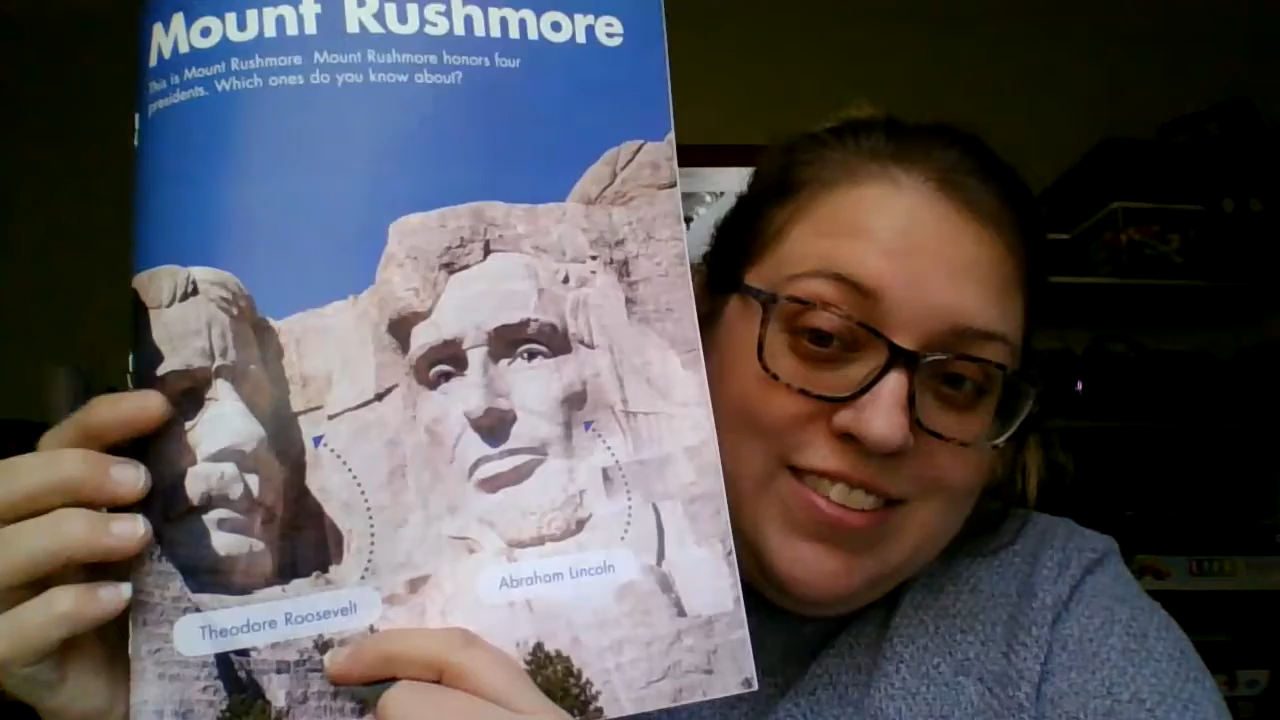 Mount Rushmore
This is Mount Rushmore Mount Rushmore honors four
presidents. Which ones do you know about?
Abraham Lincoln
Theodore Roosevelt
LIFE